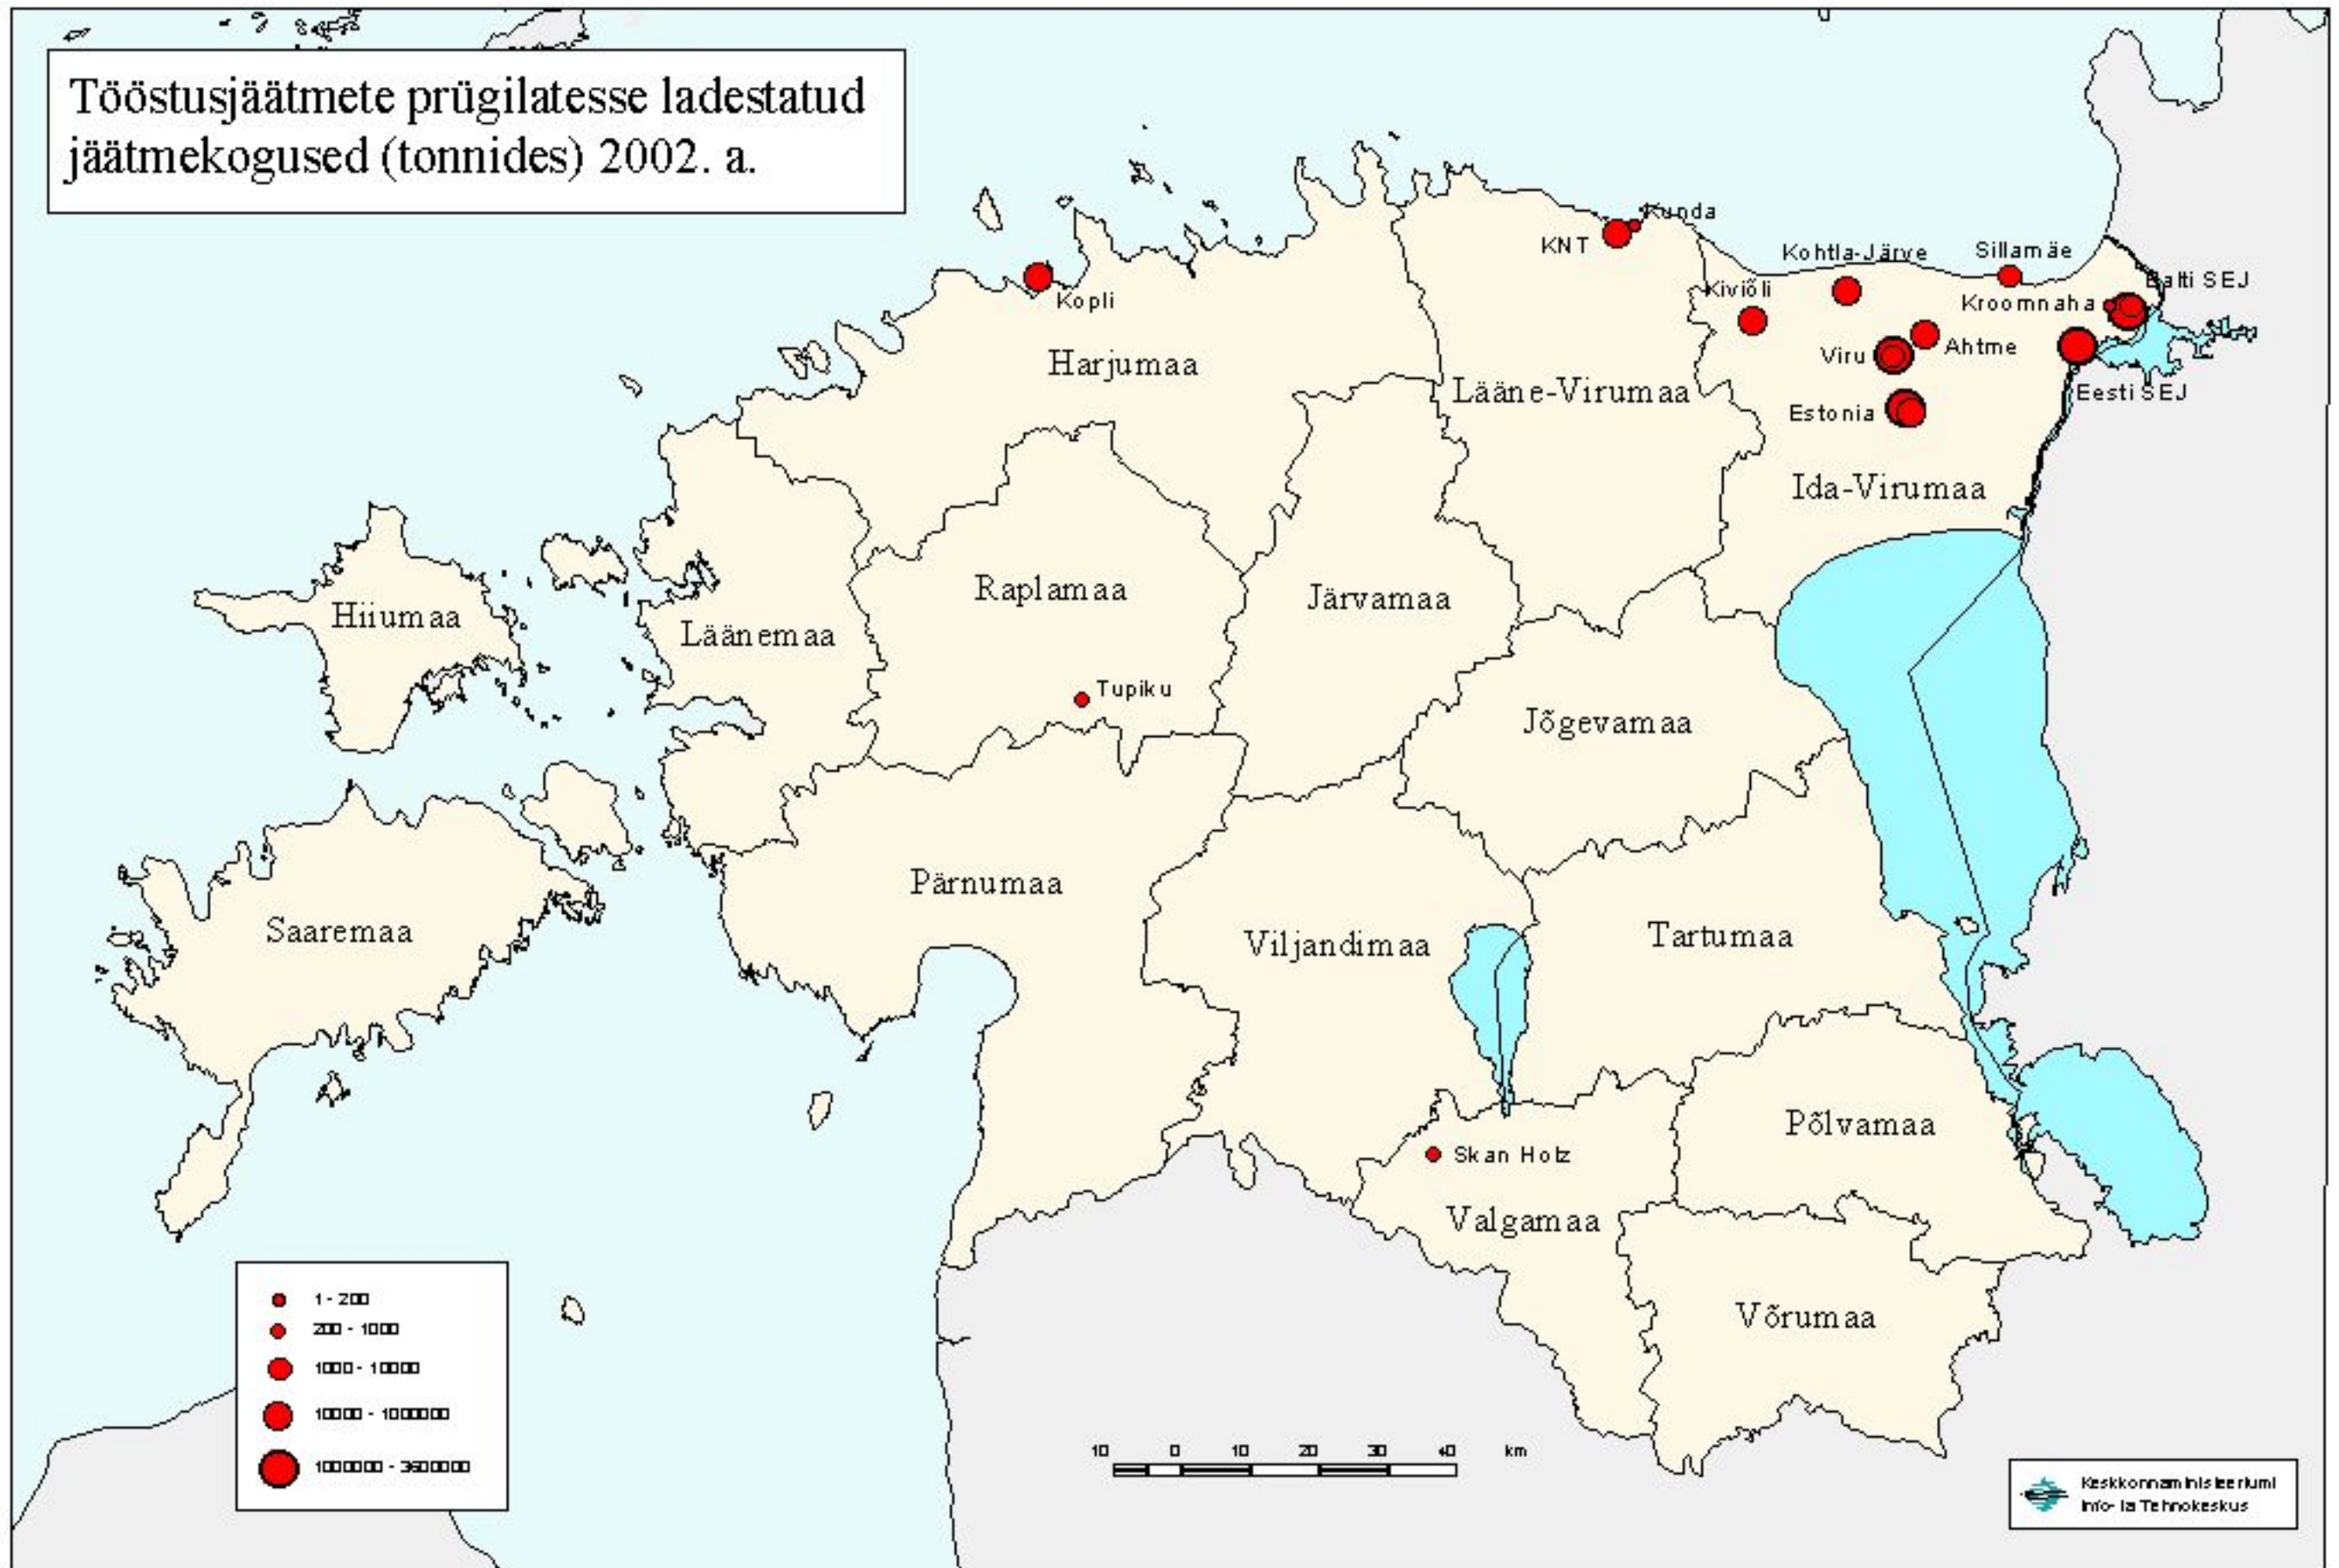 Tööstusjäätmete prügilatesse ladestatud
jäätmekogused (tonnides) 2002. a.
Kunda
KNT
Kohtla-Järve
Sillamäe
Kopli
Kiviõli
Balti SEJ
Kroomnaha
Harjumaa
Viru
Ahtme
Lääne-Virumaa
Eesti SEJ
Estonia
Ida-Virumaa
Raplamaa
Järvamaa
Hiiumaa
Läänemaa
Tupiku
Jõgevamaa
Pärnumaa
Saaremaa
Viljandimaa
Tartumaa
Põlvamaa
Skan Holz
Valgamaa
Võrumaa
1 - 200
200 - 1000
1000 - 10000
10000 - 1000000
1000000 - 3600000
10 0 10 20 30 40 km
Keskkonnaministeeriumi
Info- ja Tehnokeskus